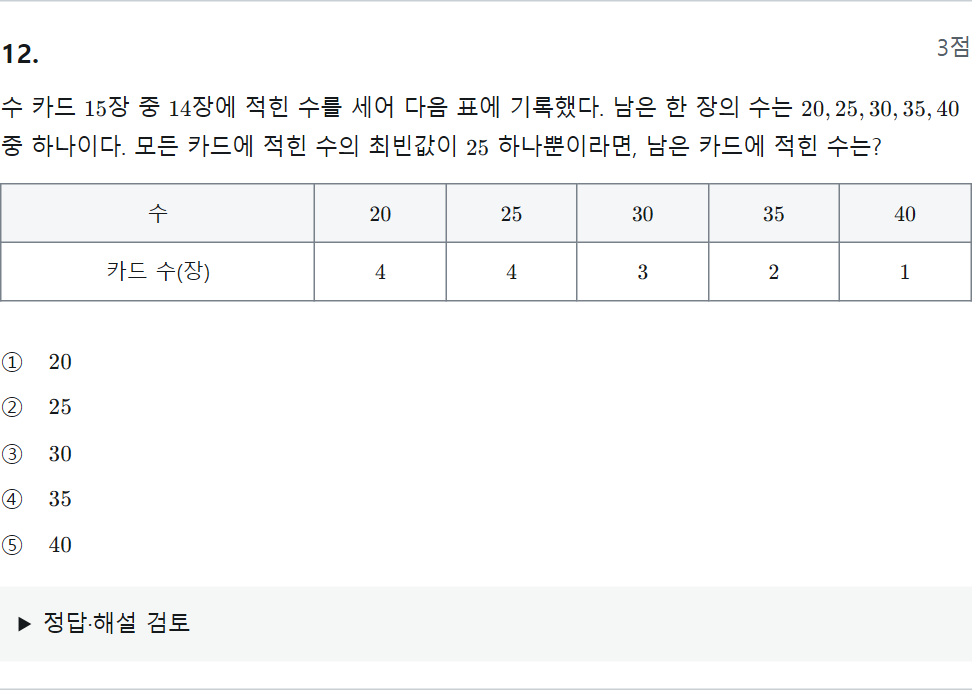 12.
3점
수 카드 15장 중 14장에 적힌 수를 세어 다음 표에 기록했다. 남은 한 장의 수는 20, 25, 30, 35, 40
중 하나이다. 모든 카드에 적힌 수의 최빈값이 25 하나뿐이라면, 남은 카드에 적힌 수는?
수 20 25 30 35 40
카드 수(장) 4 4 3 2 1
① 20
② 25
③ 30
④ 35
⑤ 40
▶ 정답·해설 검토